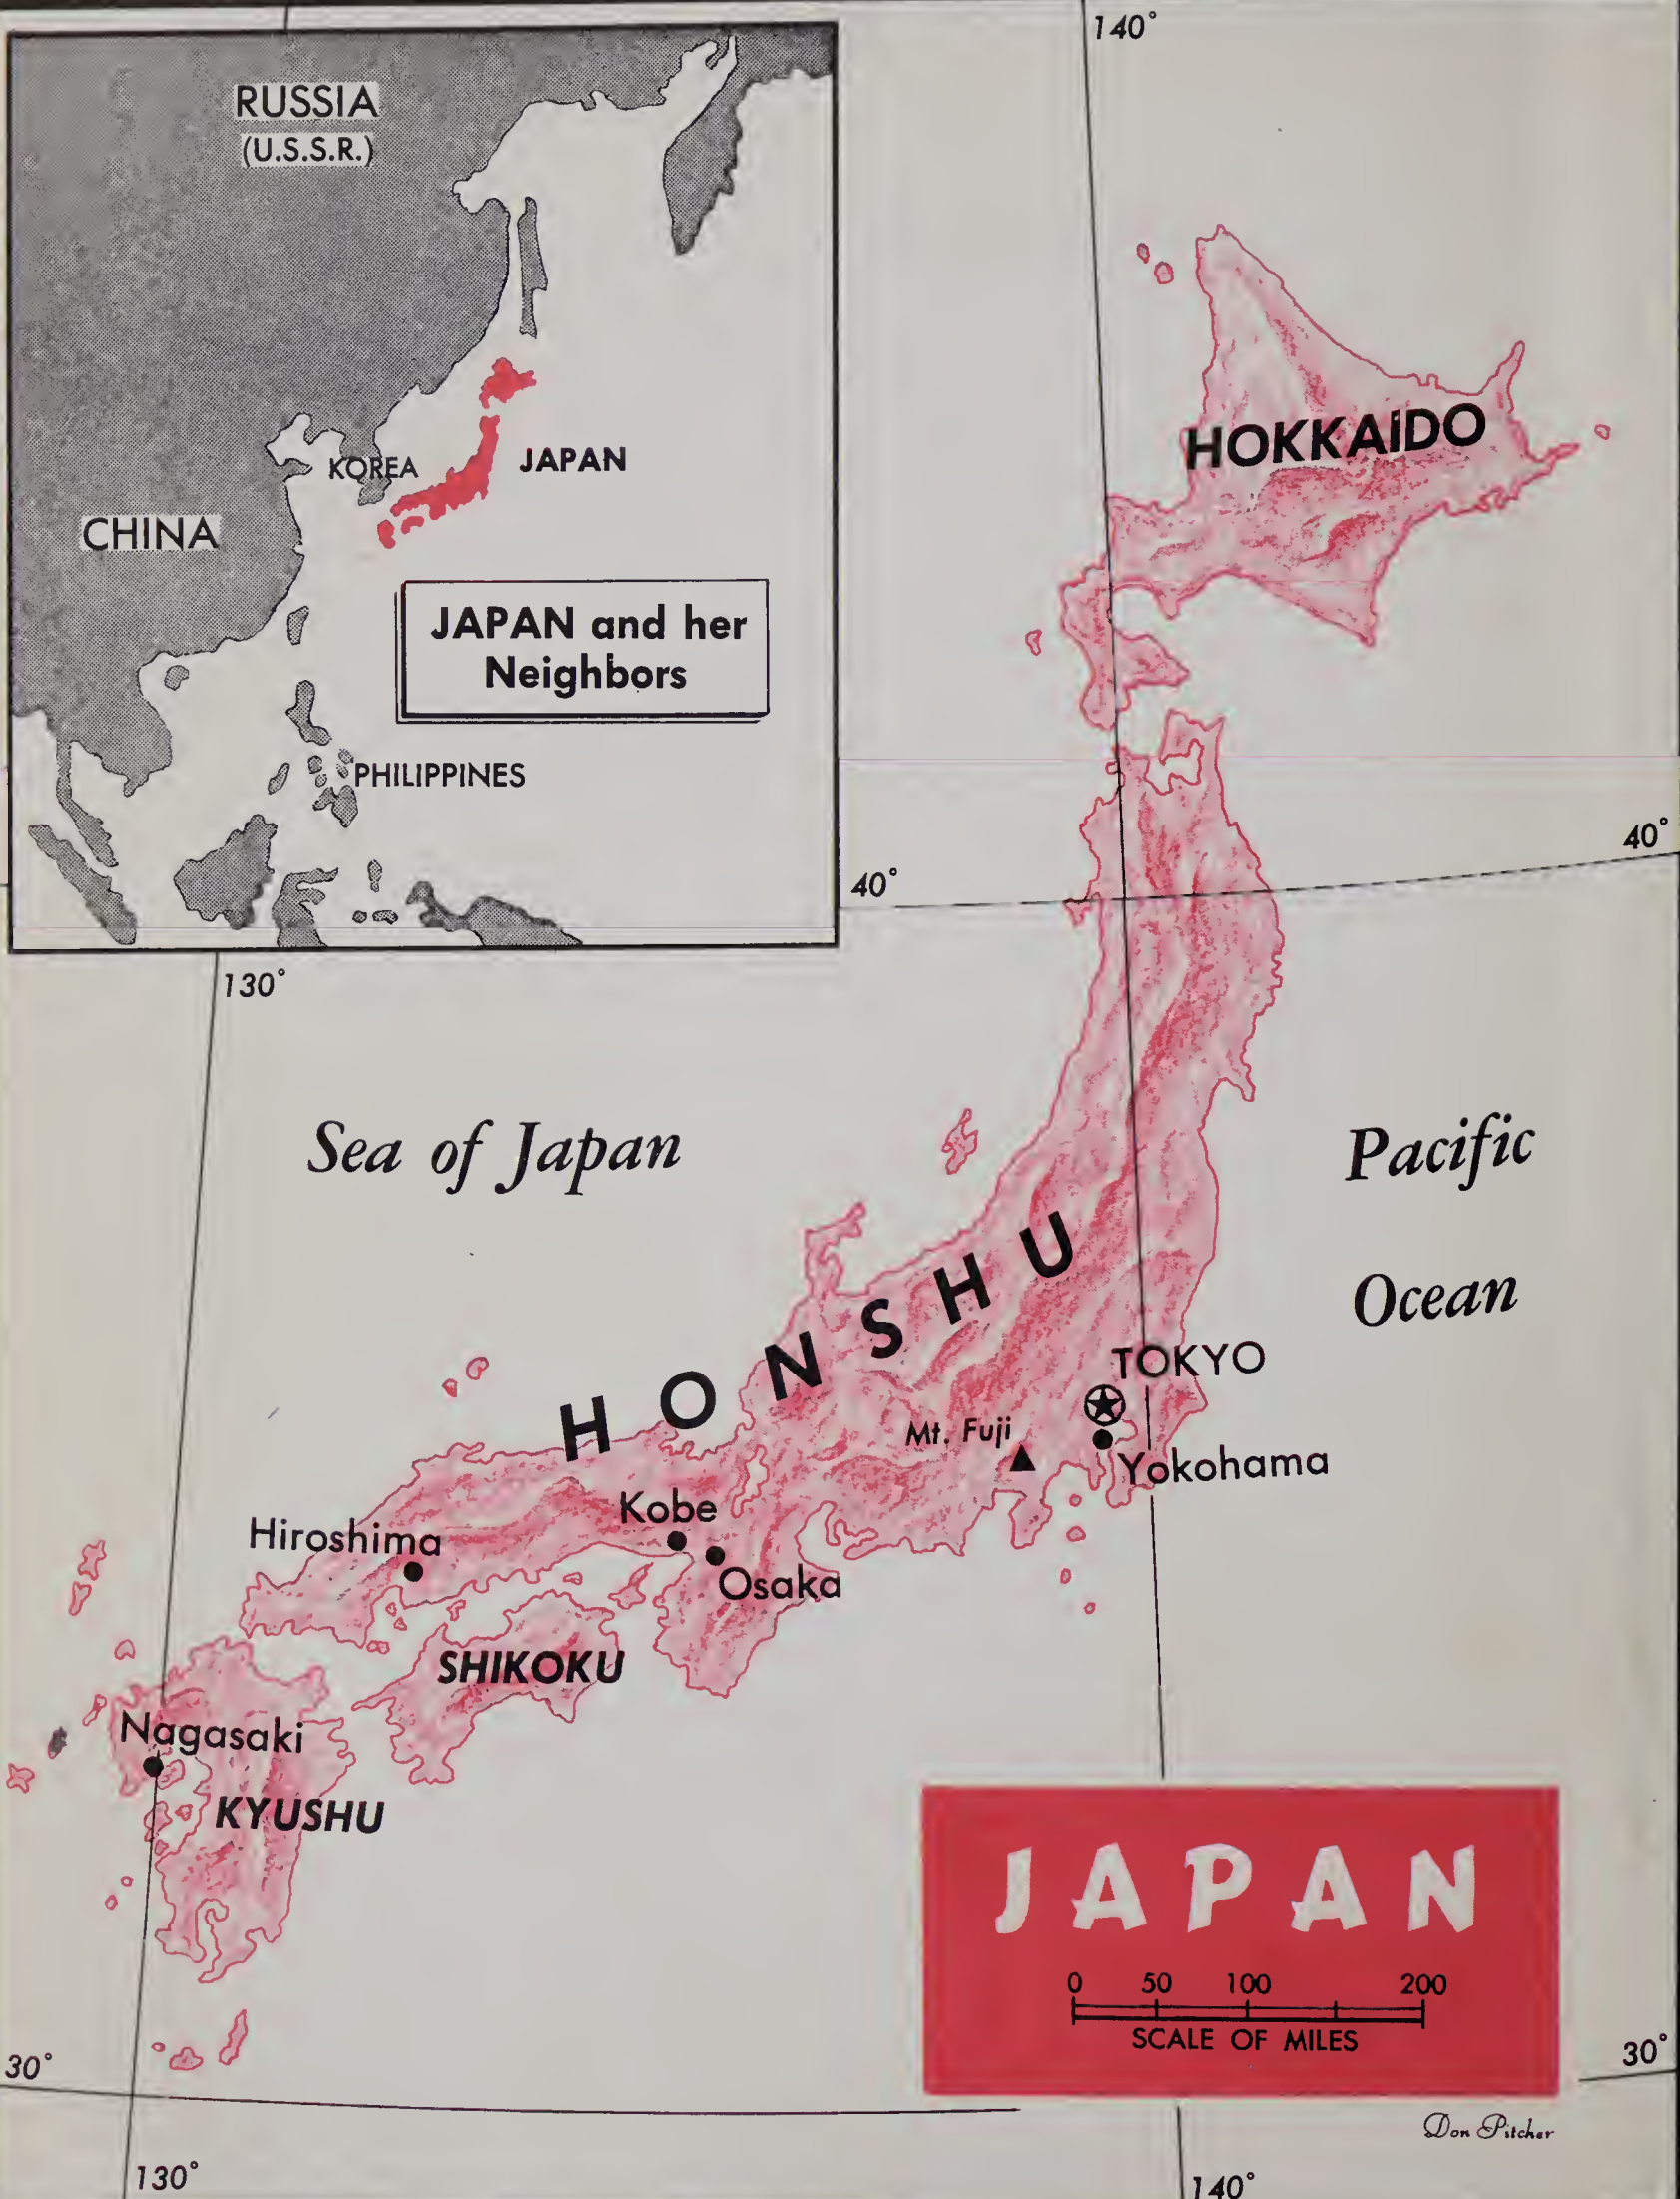 140°
RUSSIA
(U.S.S.R.)
KOREA
JAPAN
CHINA
JAPAN and her
Neighbors
PHILIPPINES
HOKKAIDO
40°
40°
130°
Sea of Japan
Pacific
Ocean
HONSHU
TOKYO
Mt. Fuji
Yokohama
Kobe
Hiroshima
Osaka
SHIKOKU
Nagasaki
KYUSHU
JAPAN
0 50 100 200
SCALE OF MILES
30°
30°
Don Pitcher
130°
140°